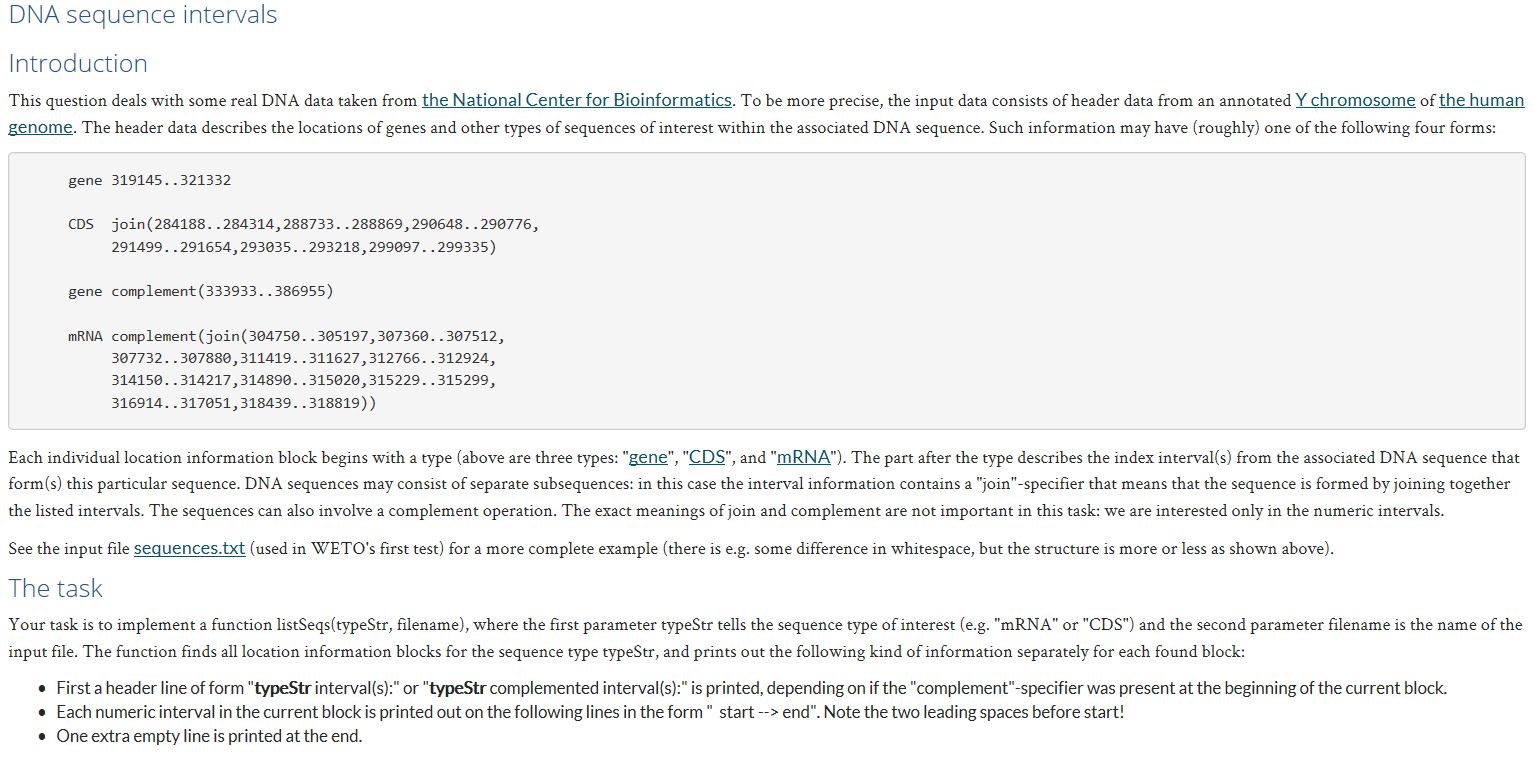 DNA sequence intervals
Introduction
This question deals with some real DNA data taken from the National Center for Bioinformatics. To be more precise, the input data consists of header data from an annotated Y chromosome of the human
genome. The header data describes the locations of genes and other types of sequences of interest within the associated DNA sequence. Such information may have (roughly) one of the following four forms:
gene 319145..321332
CDS  join(284188..284314,288733..288869,290648..290776,
291499..291654,293035..293218,299097..299335)
gene complement(333933..386955)
mRNA complement(join(304750..305197,307360..307512,
307732..307880,311419..311627,312766..312924,
314150..314217,314890..315020,315229..315299,
316914..317051,318439..318819))
Each individual location information block begins with a type (above are three types: "gene", "CDS", and "mRNA"). The part after the type describes the index interval(s) from the associated DNA sequence that
form(s) this particular sequence. DNA sequences may consist of separate subsequences: in this case the interval information contains a "join"-specifier that means that the sequence is formed by joining together
the listed intervals. The sequences can also involve a complement operation. The exact meanings of join and complement are not important in this task: we are interested only in the numeric intervals.
See the input file sequences.txt (used in WETO's first test) for a more complete example (there is e.g. some difference in whitespace, but the structure is more or less as shown above).
The task
Your task is to implement a function listSeqs(typeStr, filename), where the first parameter typeStr tells the sequence type of interest (e.g. "mRNA" or "CDS") and the second parameter filename is the name of the
input file. The function finds all location information blocks for the sequence type typeStr, and prints out the following kind of information separately for each found block:
• First a header line of form "typeStr interval(s):" or "typeStr complemented interval(s):" is printed, depending on if the "complement"-specifier was present at the beginning of the current block.
• Each numeric interval in the current block is printed out on the following lines in the form "  start --> end". Note the two leading spaces before start!
• One extra empty line is printed at the end.